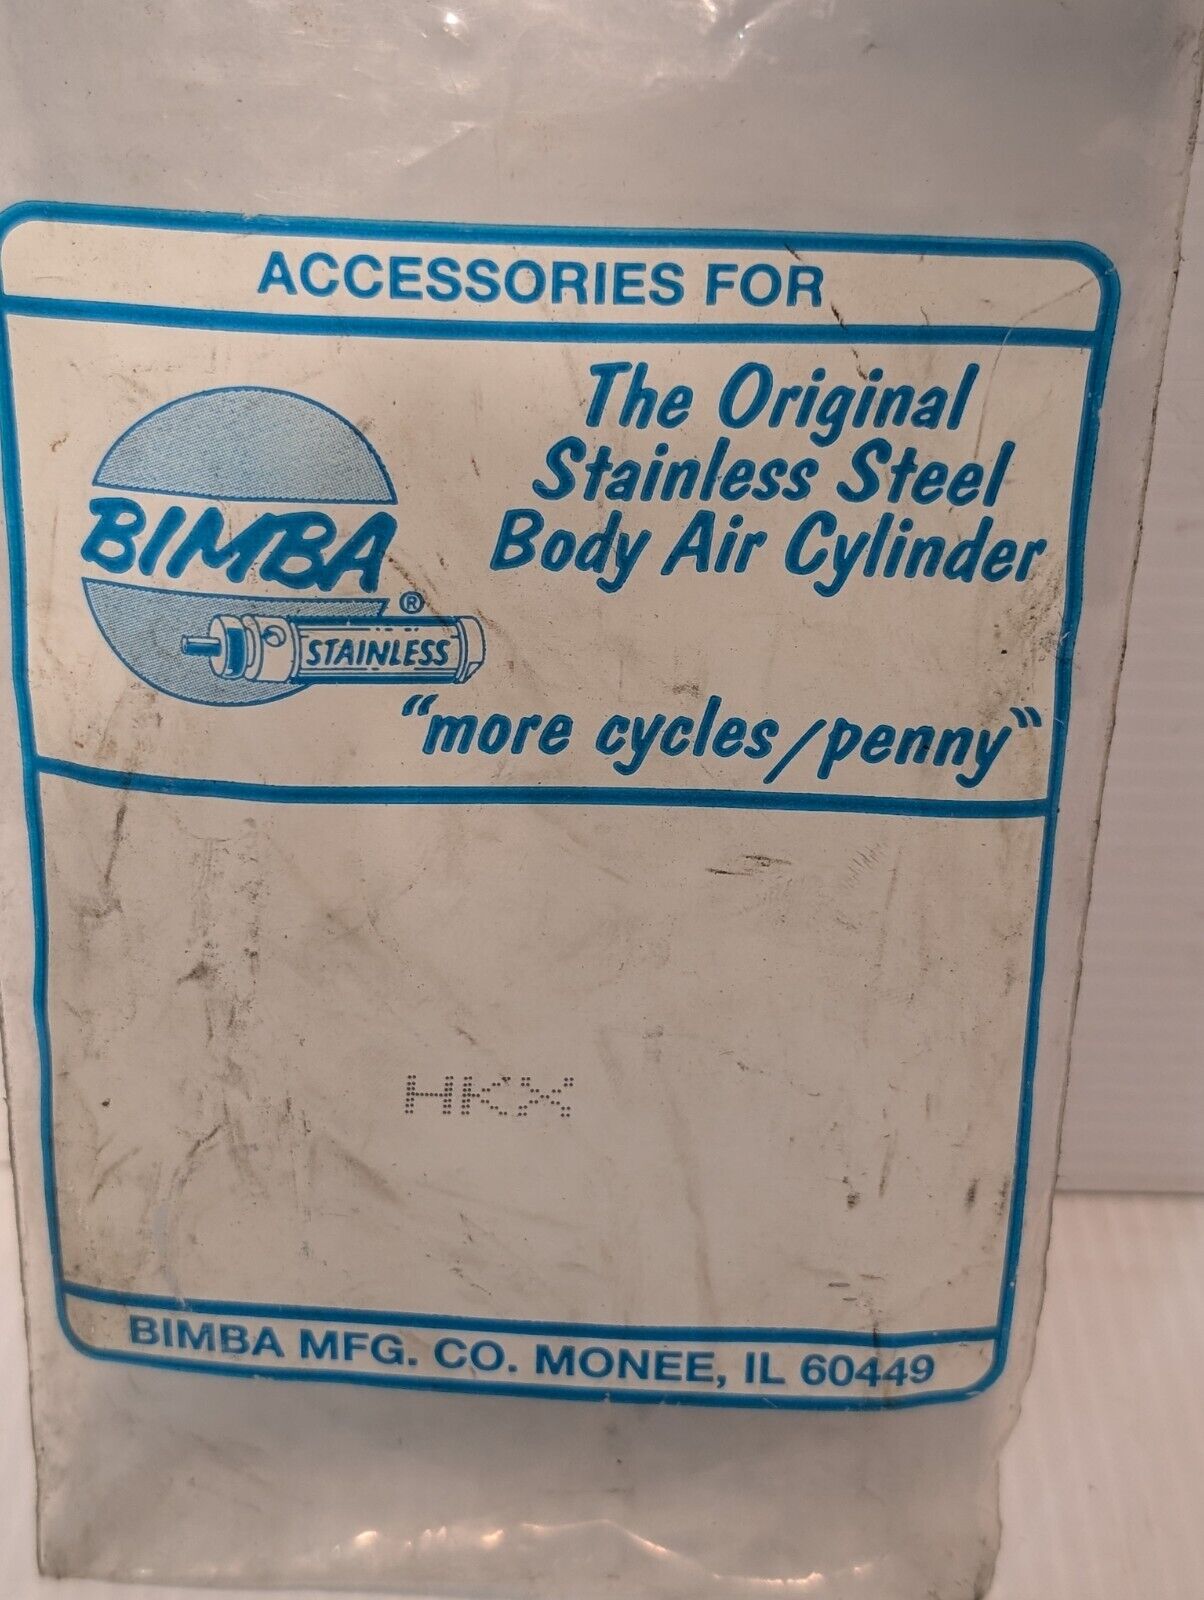 ACCESSORIES FOR
The Original
Stainless Steel
Body Air Cylinder
BIMBA
®
STAINLESS
"more cycles/penny"
HKX
BIMBA MFG. CO. MONEE, IL 60449